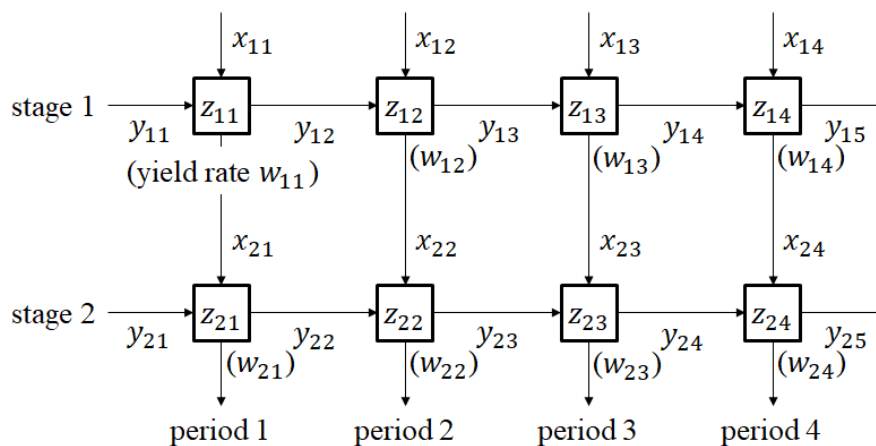 x₁₁ x₁₂ x₁₃ x₁₄
stage 1 z₁₁ z₁₂ z₁₃ z₁₄
y₁₁ y₁₂ y₁₃ y₁₄ y₁₅
(yield rate w₁₁) (w₁₂) (w₁₃) (w₁₄)
x₂₁ x₂₂ x₂₃ x₂₄
stage 2 z₂₁ z₂₂ z₂₃ z₂₄
y₂₁ y₂₂ y₂₃ y₂₄ y₂₅
(w₂₁) (w₂₂) (w₂₃) (w₂₄)
period 1 period 2 period 3 period 4